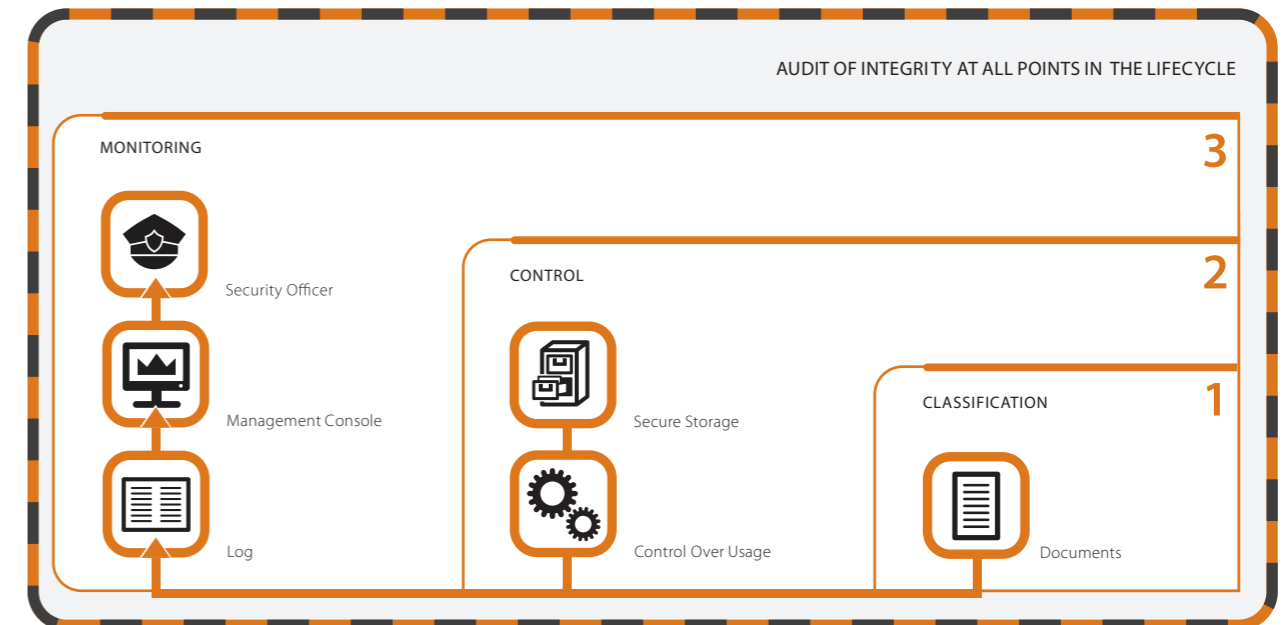 AUDIT OF INTEGRITY AT ALL POINTS IN THE LIFECYCLE
3
MONITORING
Security Officer
Management Console
Log
2
CONTROL
Secure Storage
Control Over Usage
1
CLASSIFICATION
Documents